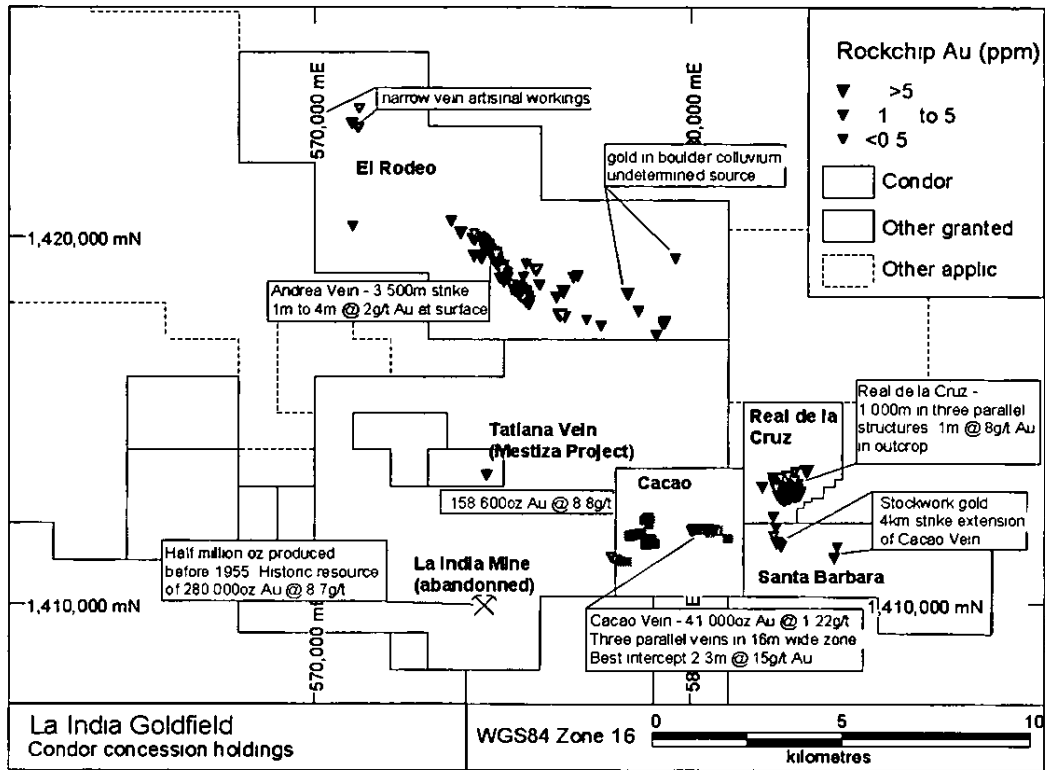 Rockchip Au (ppm)
>5
1 to 5
<0 5
Condor
Other granted
Other applic
570,000 mE
narrow vein artisinal workings
El Rodeo
gold in boulder colluvium
undetermined source
0,000 mE
1,420,000 mN
Andrea Vein - 3 500m strike
1m to 4m @ 2g/t Au at surface
Real de la Cruz -
1 000m in three parallel
structures 1m @ 8g/t Au
in outcrop
Real de la
Cruz
Tatiana Vein
(Mestiza Project)
158 600oz Au @ 8 8g/t
Cacao
Stockwork gold
4km strike extension
of Cacao Vein
Half million oz produced
before 1955 Historic resource
of 280 000oz Au @ 8 7g/t
La India Mine
(abandonned)
Santa Barbara
1,410,000 mN
Cacao Vein - 41 000oz Au @ 1 22g/t
Three parallel veins in 16m wide zone
Best intercept 2 3m @ 15g/t Au
570,000 mE
58
E
La India Goldfield
Condor concession holdings
WGS84 Zone 16
0 5 10
kilometres
1,410,000 mN